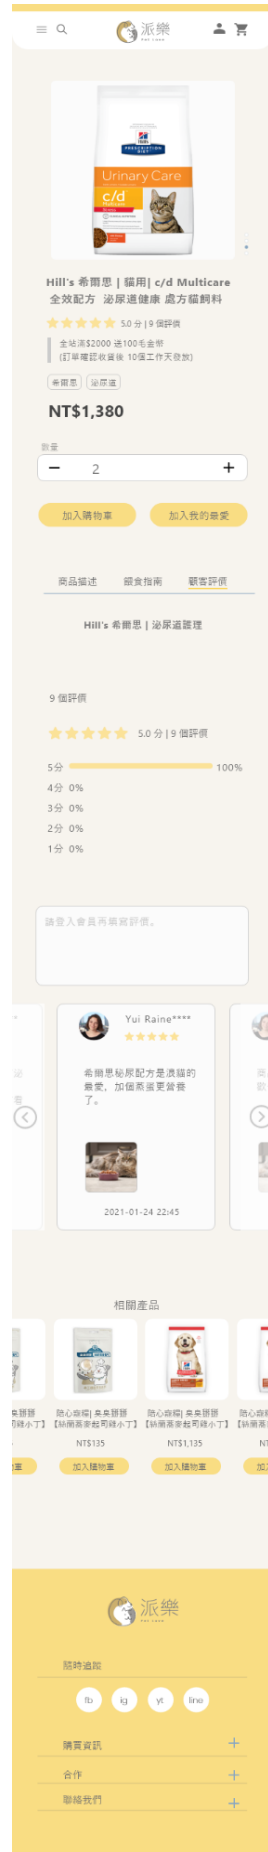 派樂
HILL'S
PRESCRIPTION DIET
Urinary Care
c/d
Multicare
Stress
Hill's 希爾思 | 貓用| c/d Multicare
全效配方 泌尿道健康 處方貓飼料
5.0 分 | 9 個評價
全站滿$2000 送100毛金幣
(訂單確認收貨後 10個工作天發放)
希爾思 泌尿道
NT$1,380
數量
2
加入購物車 加入我的最愛
商品描述 餵食指南 顧客評價
Hill's 希爾思 | 泌尿道護理
9 個評價
5.0 分 | 9 個評價
5分 100%
4分 0%
3分 0%
2分 0%
1分 0%
請登入會員再填寫評價。
Yui Raine****
希爾思秘尿配方是浪貓的
最愛, 加個蒸蛋更營養
了。
2021-01-24 22:45
相關產品
NT$135 NT$1,135
加入購物車 加入購物車
派樂
隨時追蹤
fb ig yt line
購買資訊
合作
聯絡我們